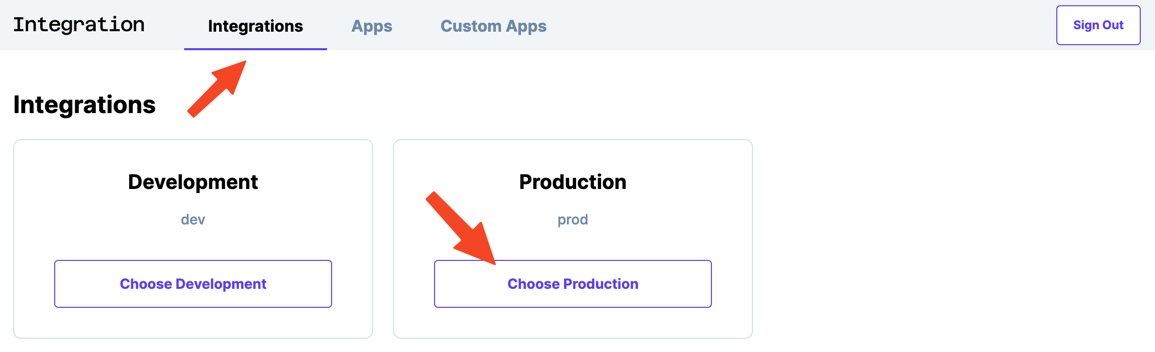 Integration
Integrations Apps Custom Apps
Sign Out
Integrations
Development
dev
Choose Development
Production
prod
Choose Production